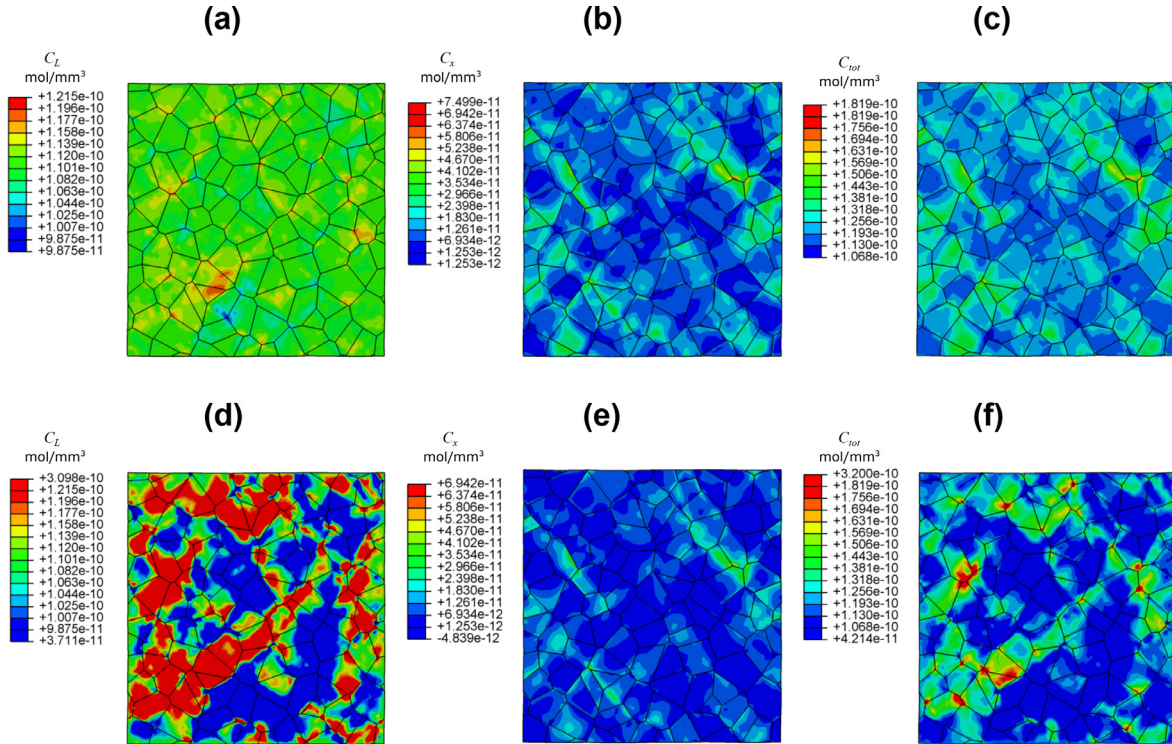 (a)
(b)
(c)
C_L
mol/mm³
+1.215e-10
+1.196e-10
+1.177e-10
+1.158e-10
+1.139e-10
+1.120e-10
+1.101e-10
+1.082e-10
+1.063e-10
+1.044e-10
+1.025e-10
+1.007e-10
+9.875e-11
+9.875e-11
C_x
mol/mm³
+7.499e-11
+6.942e-11
+6.374e-11
+5.806e-11
+5.238e-11
+4.670e-11
+4.102e-11
+3.534e-11
+2.966e-11
+2.398e-11
+1.830e-11
+1.261e-11
+6.934e-12
+1.253e-12
+1.253e-12
C_tot
mol/mm³
+1.819e-10
+1.819e-10
+1.756e-10
+1.694e-10
+1.631e-10
+1.569e-10
+1.506e-10
+1.443e-10
+1.381e-10
+1.318e-10
+1.256e-10
+1.193e-10
+1.130e-10
+1.068e-10
(d)
(e)
(f)
C_L
mol/mm³
+3.098e-10
+1.215e-10
+1.196e-10
+1.177e-10
+1.158e-10
+1.139e-10
+1.120e-10
+1.101e-10
+1.082e-10
+1.063e-10
+1.044e-10
+1.025e-10
+1.007e-10
+9.875e-11
+3.711e-11
C_x
mol/mm³
+6.942e-11
+6.374e-11
+5.806e-11
+5.238e-11
+4.670e-11
+4.102e-11
+3.534e-11
+2.966e-11
+2.398e-11
+1.830e-11
+1.261e-11
+6.934e-12
+1.253e-12
-4.839e-12
C_tot
mol/mm³
+3.200e-10
+1.819e-10
+1.756e-10
+1.694e-10
+1.631e-10
+1.569e-10
+1.506e-10
+1.443e-10
+1.381e-10
+1.318e-10
+1.256e-10
+1.193e-10
+1.130e-10
+1.068e-10
+4.214e-11